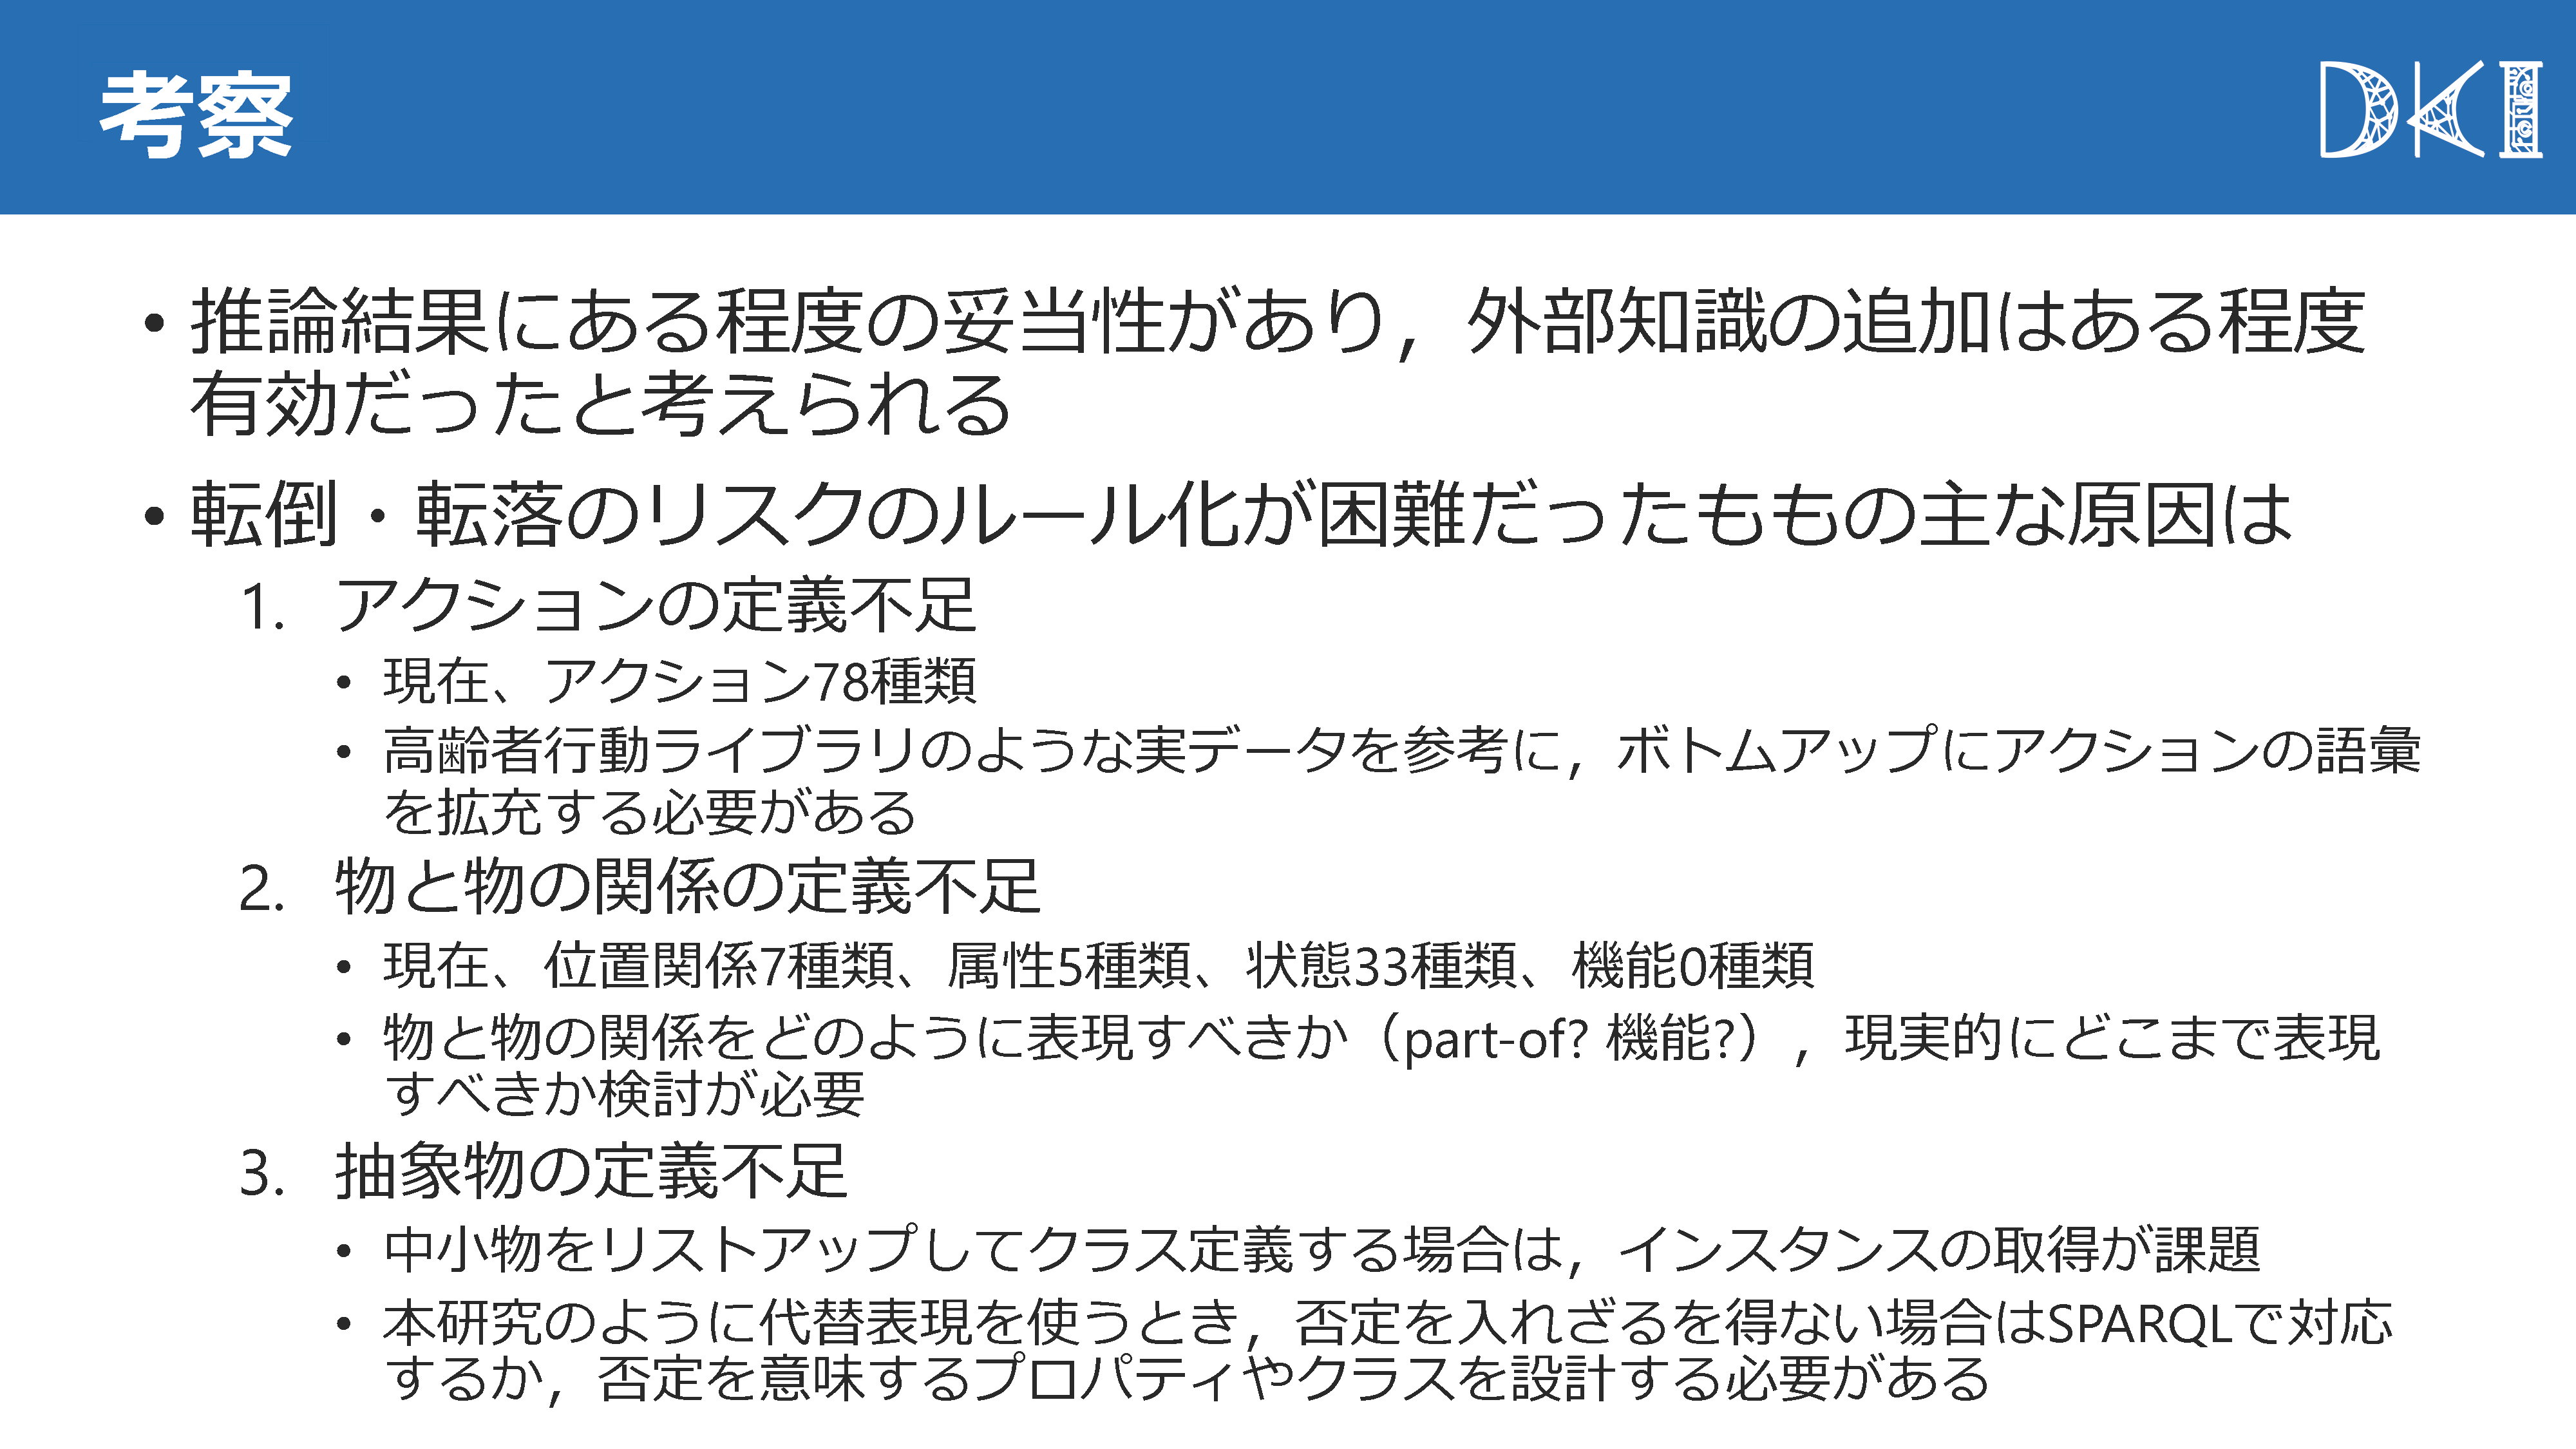 考察
DKI
• 推論結果にある程度の妥当性があり，外部知識の追加はある程度
有効だったと考えられる
• 転倒・転落のリスクのルール化が困難だったももの主な原因は
1. アクションの定義不足
• 現在、アクション78種類
• 高齢者行動ライブラリのような実データを参考に，ボトムアップにアクションの語彙
を拡充する必要がある
2. 物と物の関係の定義不足
• 現在、位置関係7種類、属性5種類、状態33種類、機能0種類
• 物と物の関係をどのように表現すべきか（part-of? 機能?），現実的にどこまで表現
すべきか検討が必要
3. 抽象物の定義不足
• 中小物をリストアップしてクラス定義する場合は，インスタンスの取得が課題
• 本研究のように代替表現を使うとき，否定を入れざるを得ない場合はSPARQLで対応
するか，否定を意味するプロパティやクラスを設計する必要がある